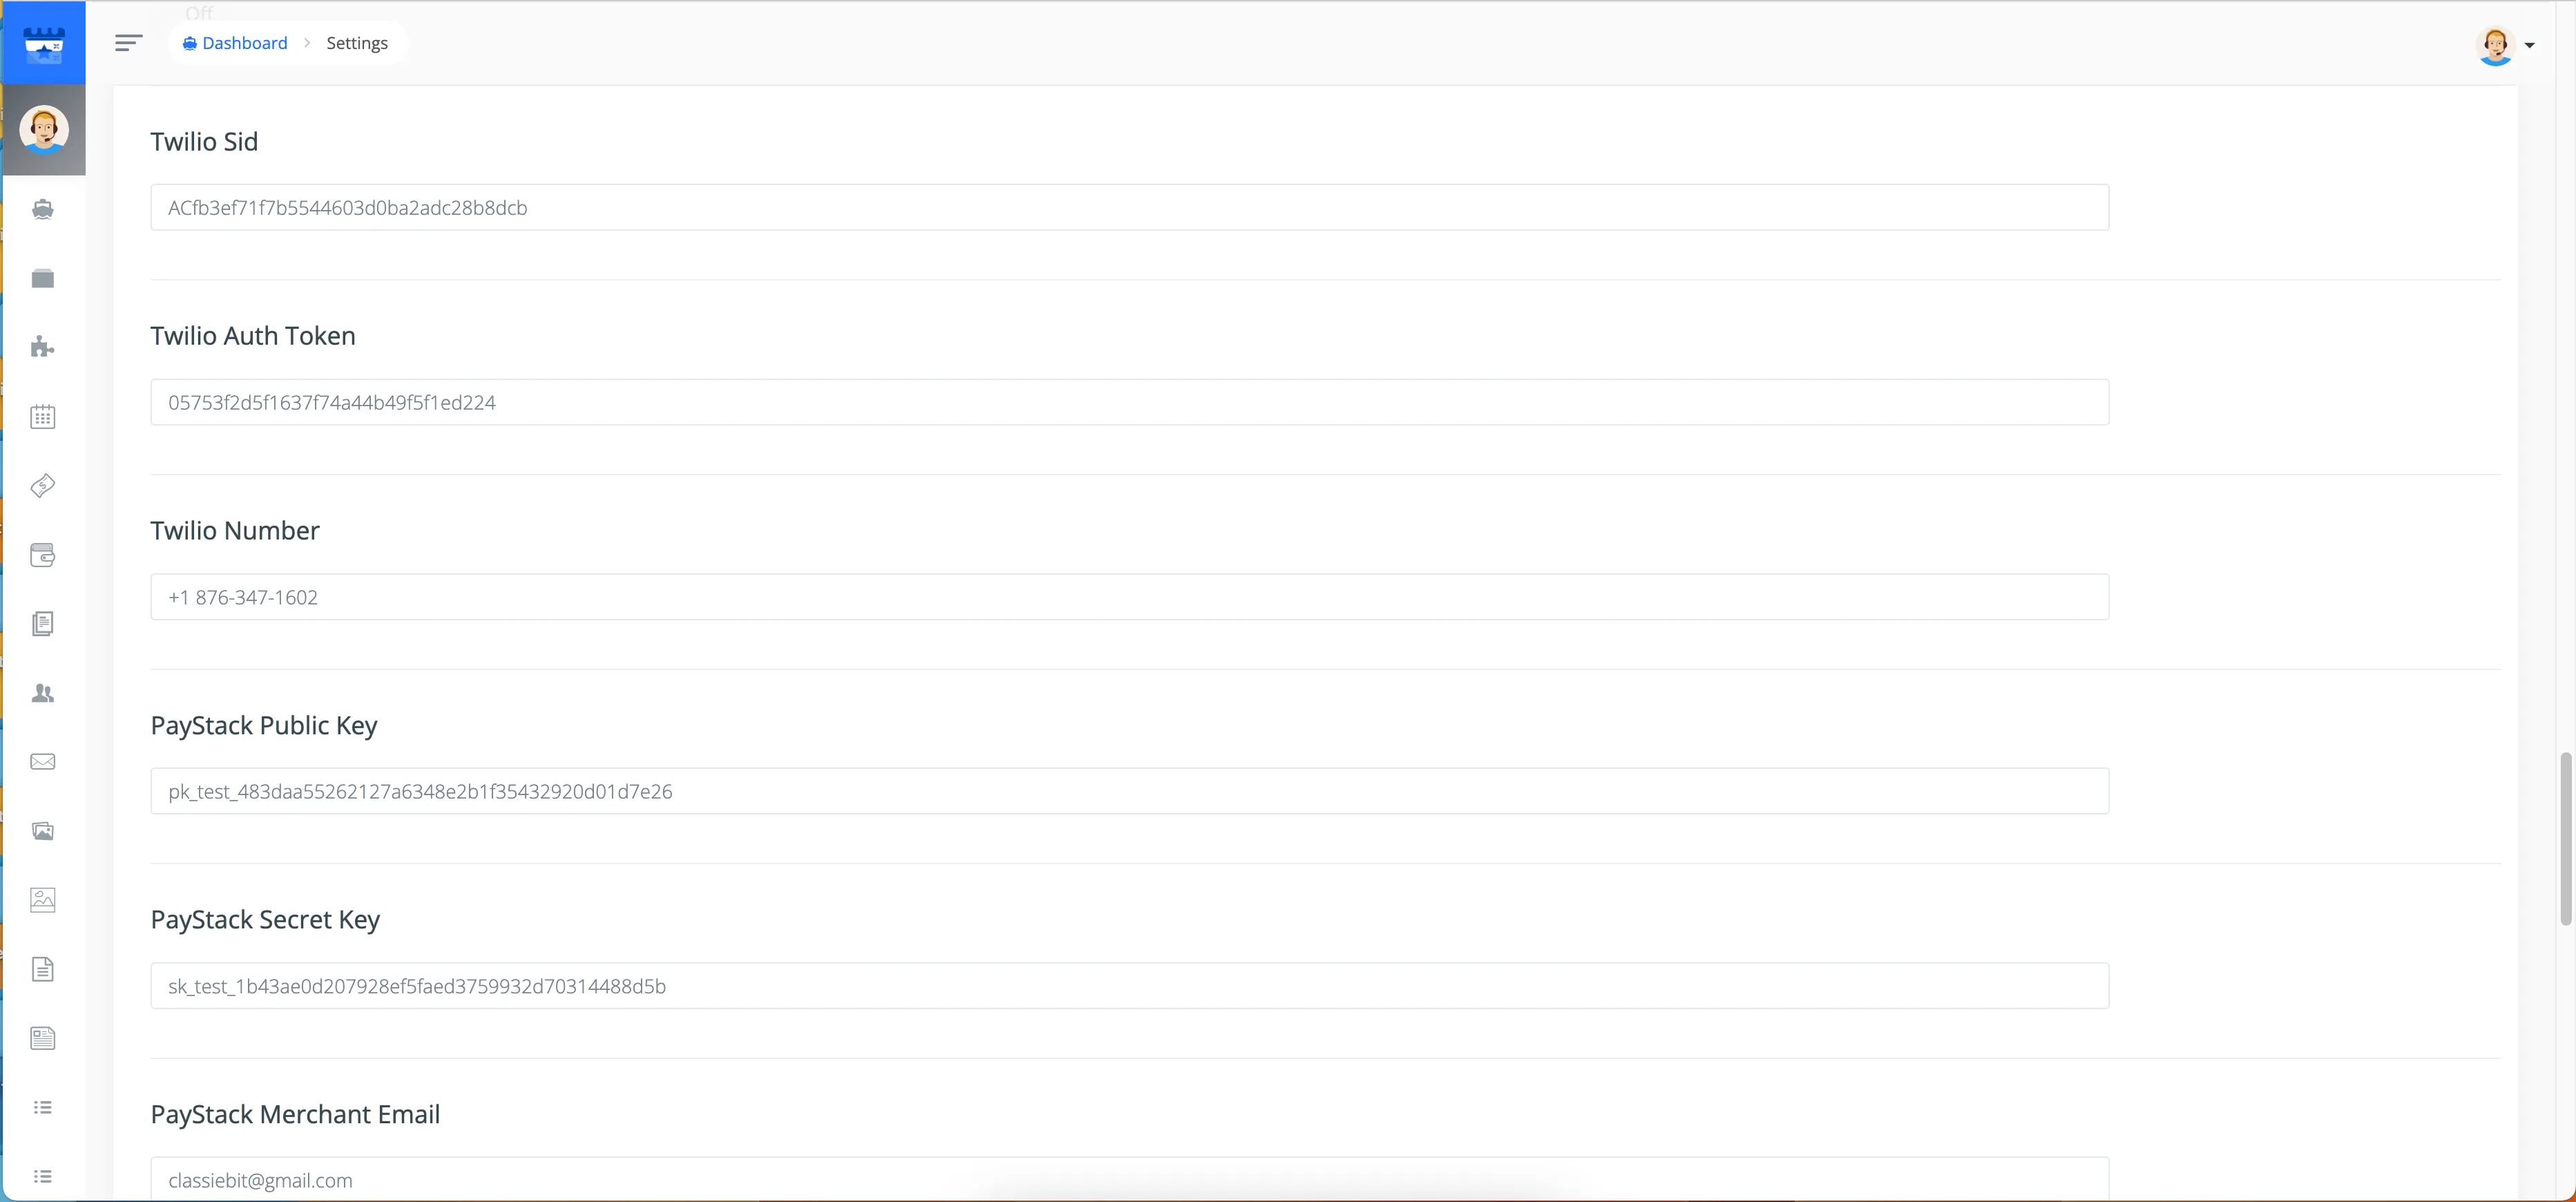 Off
Dashboard > Settings
Twilio Sid
ACfb3ef71f7b5544603d0ba2adc28b8dcb
Twilio Auth Token
05753f2d5f1637f74a44b49f5f1ed224
Twilio Number
+1 876-347-1602
PayStack Public Key
pk_test_483daa55262127a6348e2b1f35432920d01d7e26
PayStack Secret Key
sk_test_1b43ae0d207928ef5faed3759932d70314488d5b
PayStack Merchant Email
classiebit@gmail.com